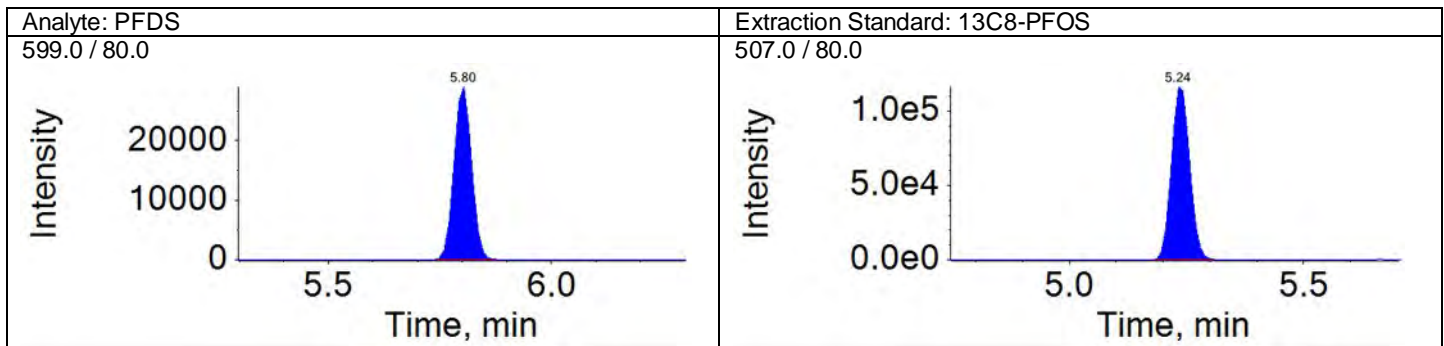 Analyte: PFDS
599.0 / 80.0
5.80
Intensity
20000
10000
0
5.5 6.0
Time, min
Extraction Standard: 13C8-PFOS
507.0 / 80.0
5.24
Intensity
1.0e5
5.0e4
0.0e0
5.0 5.5
Time, min